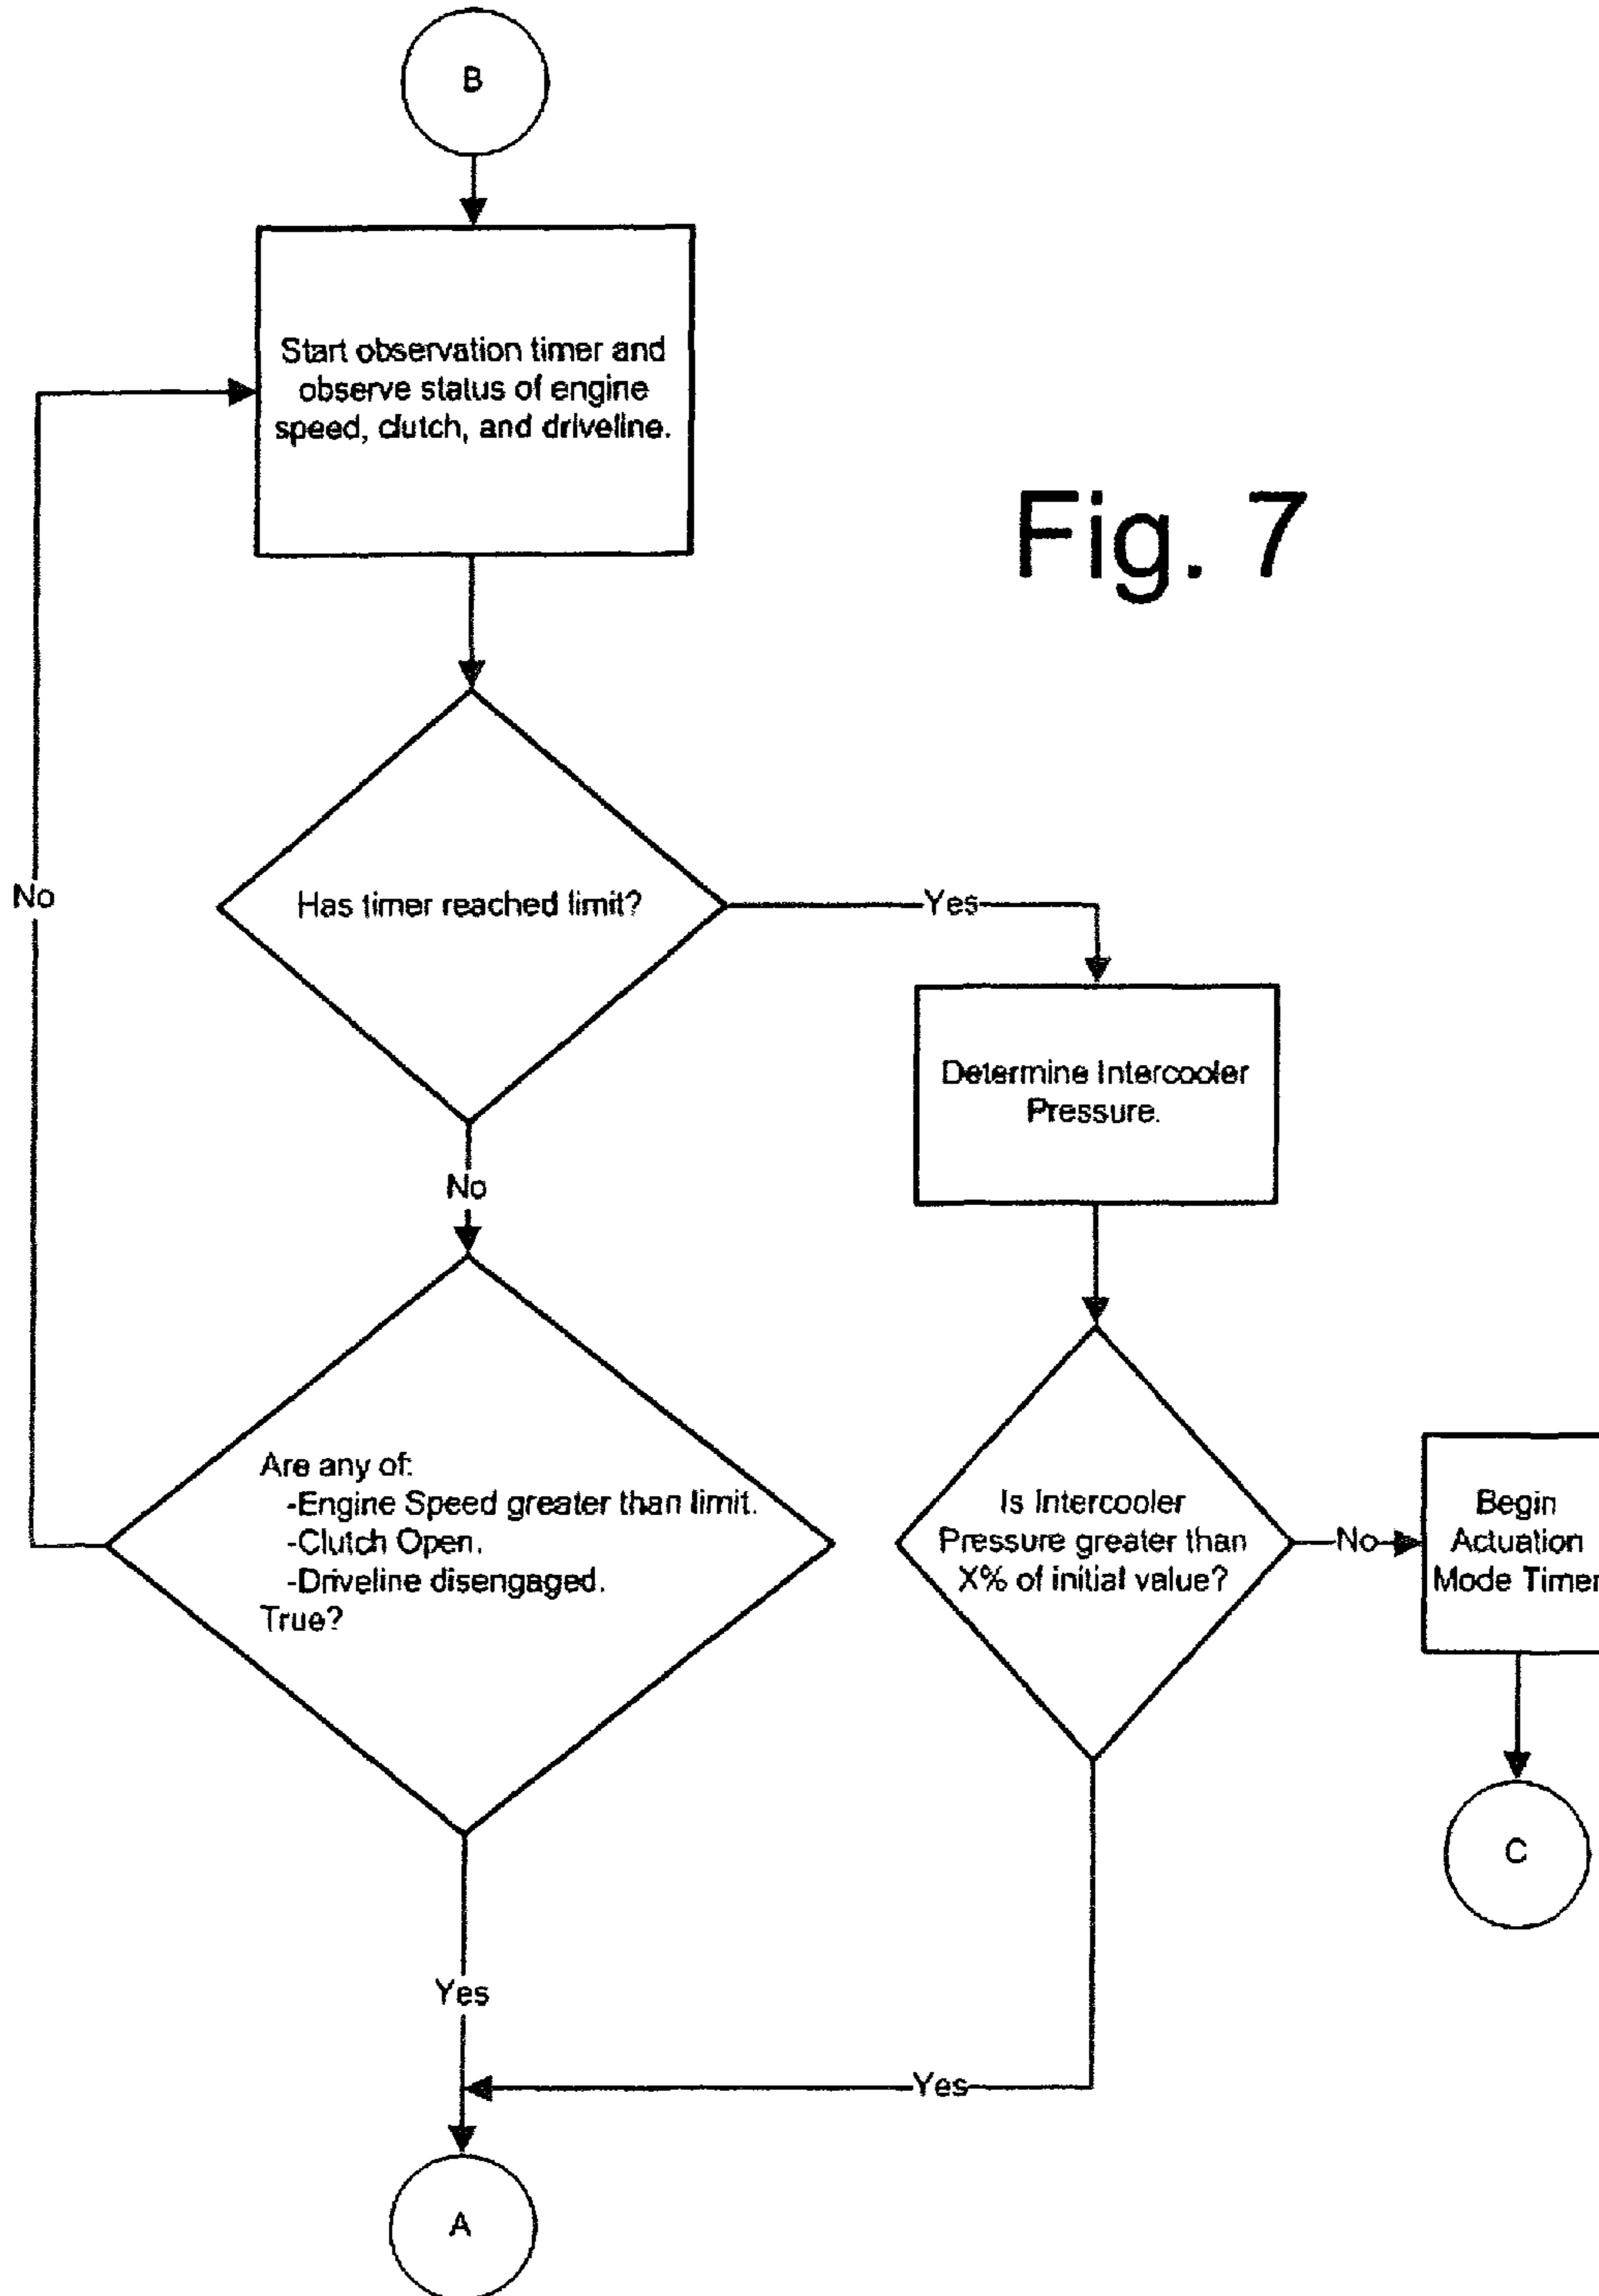 B
Start observation timer and
observe status of engine
speed, clutch, and driveline.
Fig. 7
Has timer reached limit?
No
Yes
Determine Intercooler
Pressure.
No
Are any of:
-Engine Speed greater than limit.
-Clutch Open.
-Driveline disengaged.
True?
Is Intercooler
Pressure greater than
X% of initial value?
No
Begin
Actuation
Mode Timer
C
Yes
Yes
A